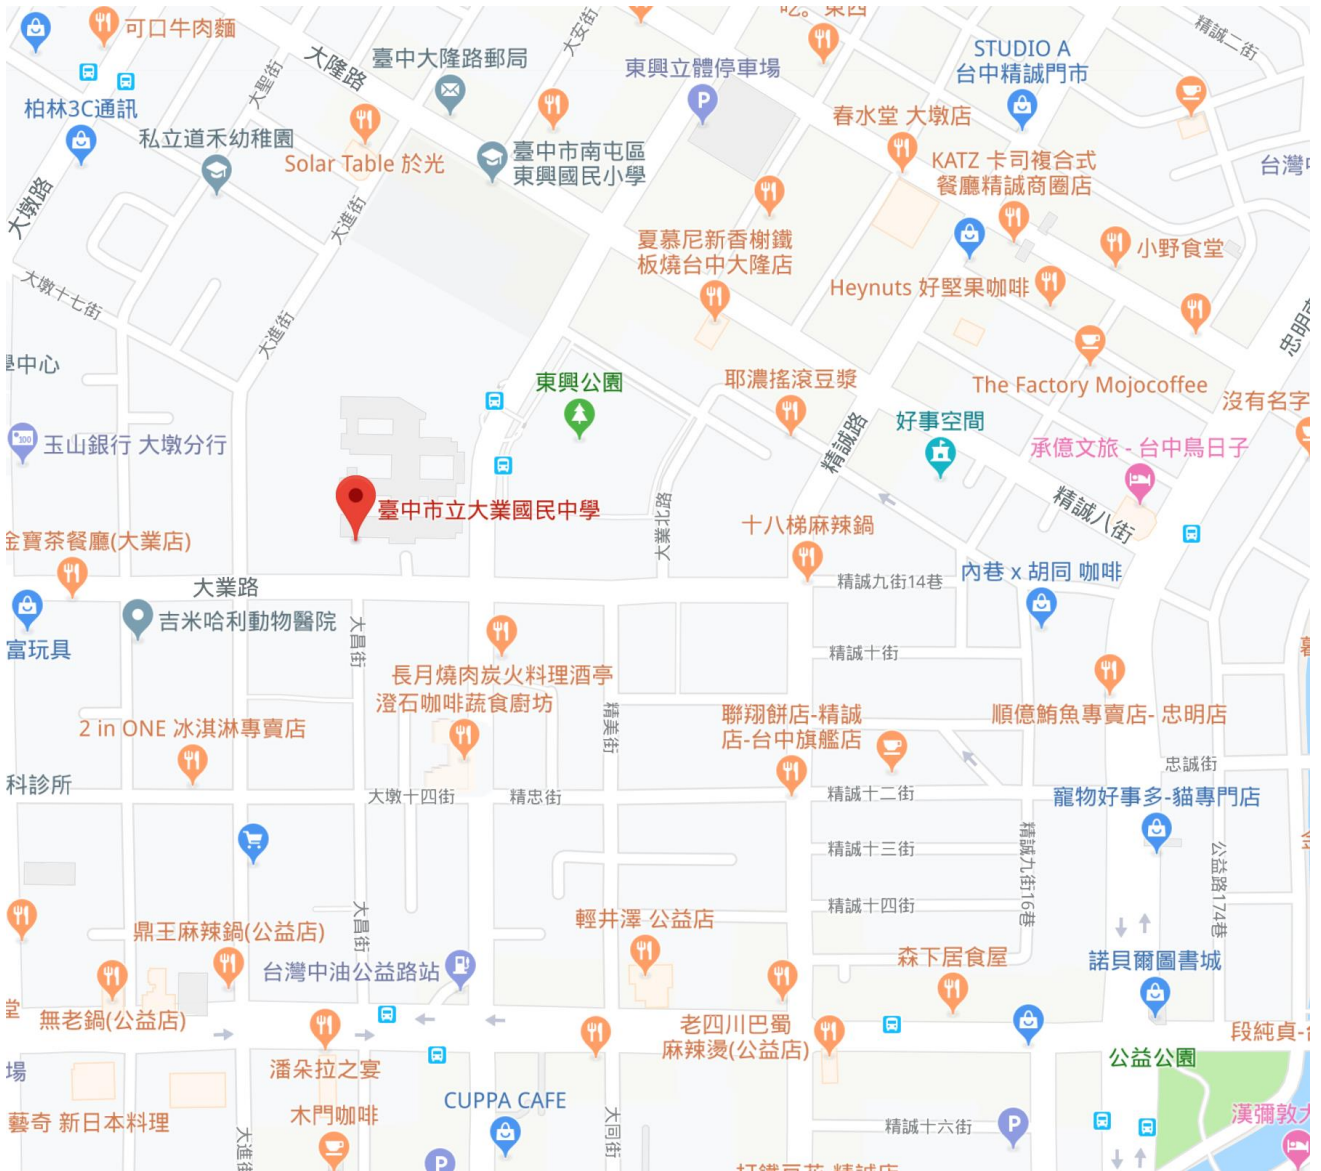 可口牛肉麵
大隆路
大安街
吃。東西
精誠二街
臺中大隆路郵局
東興立體停車場
STUDIO A
台中精誠門市
大聖街
柏林3C通訊
私立道禾幼稚園
Solar Table 於光
臺中市南屯區
東興國民小學
春水堂 大墩店
KATZ 卡司複合式
餐廳精誠商圈店
台灣
大墩路
大進街
夏慕尼新香榭鐵
板燒台中大隆店
小野食堂
Heynuts 好堅果咖啡
大墩十七街
大進街
忠明
學中心
東興公園
耶濃搖滾豆漿
The Factory Mojocoffee
沒有名字
玉山銀行 大墩分行
精誠路
好事空間
承億文旅 - 台中鳥日子
臺中市立大業國民中學
大業北路
十八梯麻辣鍋
精誠八街
金寶茶餐廳(大業店)
大業路
精誠九街14巷
內巷 x 胡同 咖啡
吉米哈利動物醫院
大昌街
富玩具
精誠十街
長月燒肉炭火料理酒亭
澄石咖啡蔬食廚坊
2 in ONE 冰淇淋專賣店
精美街
聯翔餅店-精誠
店-台中旗艦店
順億鮪魚專賣店- 忠明店
忠誠街
科診所
大墩十四街
精忠街
精誠十二街
寵物好事多-貓專門店
精誠十三街
精誠九街16巷
公益路174巷
精誠十四街
大昌街
鼎王麻辣鍋(公益店)
輕井澤 公益店
台灣中油公益路站
森下居食屋
諾貝爾圖書城
堂
無老鍋(公益店)
老四川巴蜀
麻辣燙(公益店)
段純貞-
場
潘朵拉之宴
公益公園
藝奇 新日本料理
木門咖啡
CUPPA CAFE
大進街
大同街
精誠十六街
漢彌敦大
打鐵豆花 精誠店